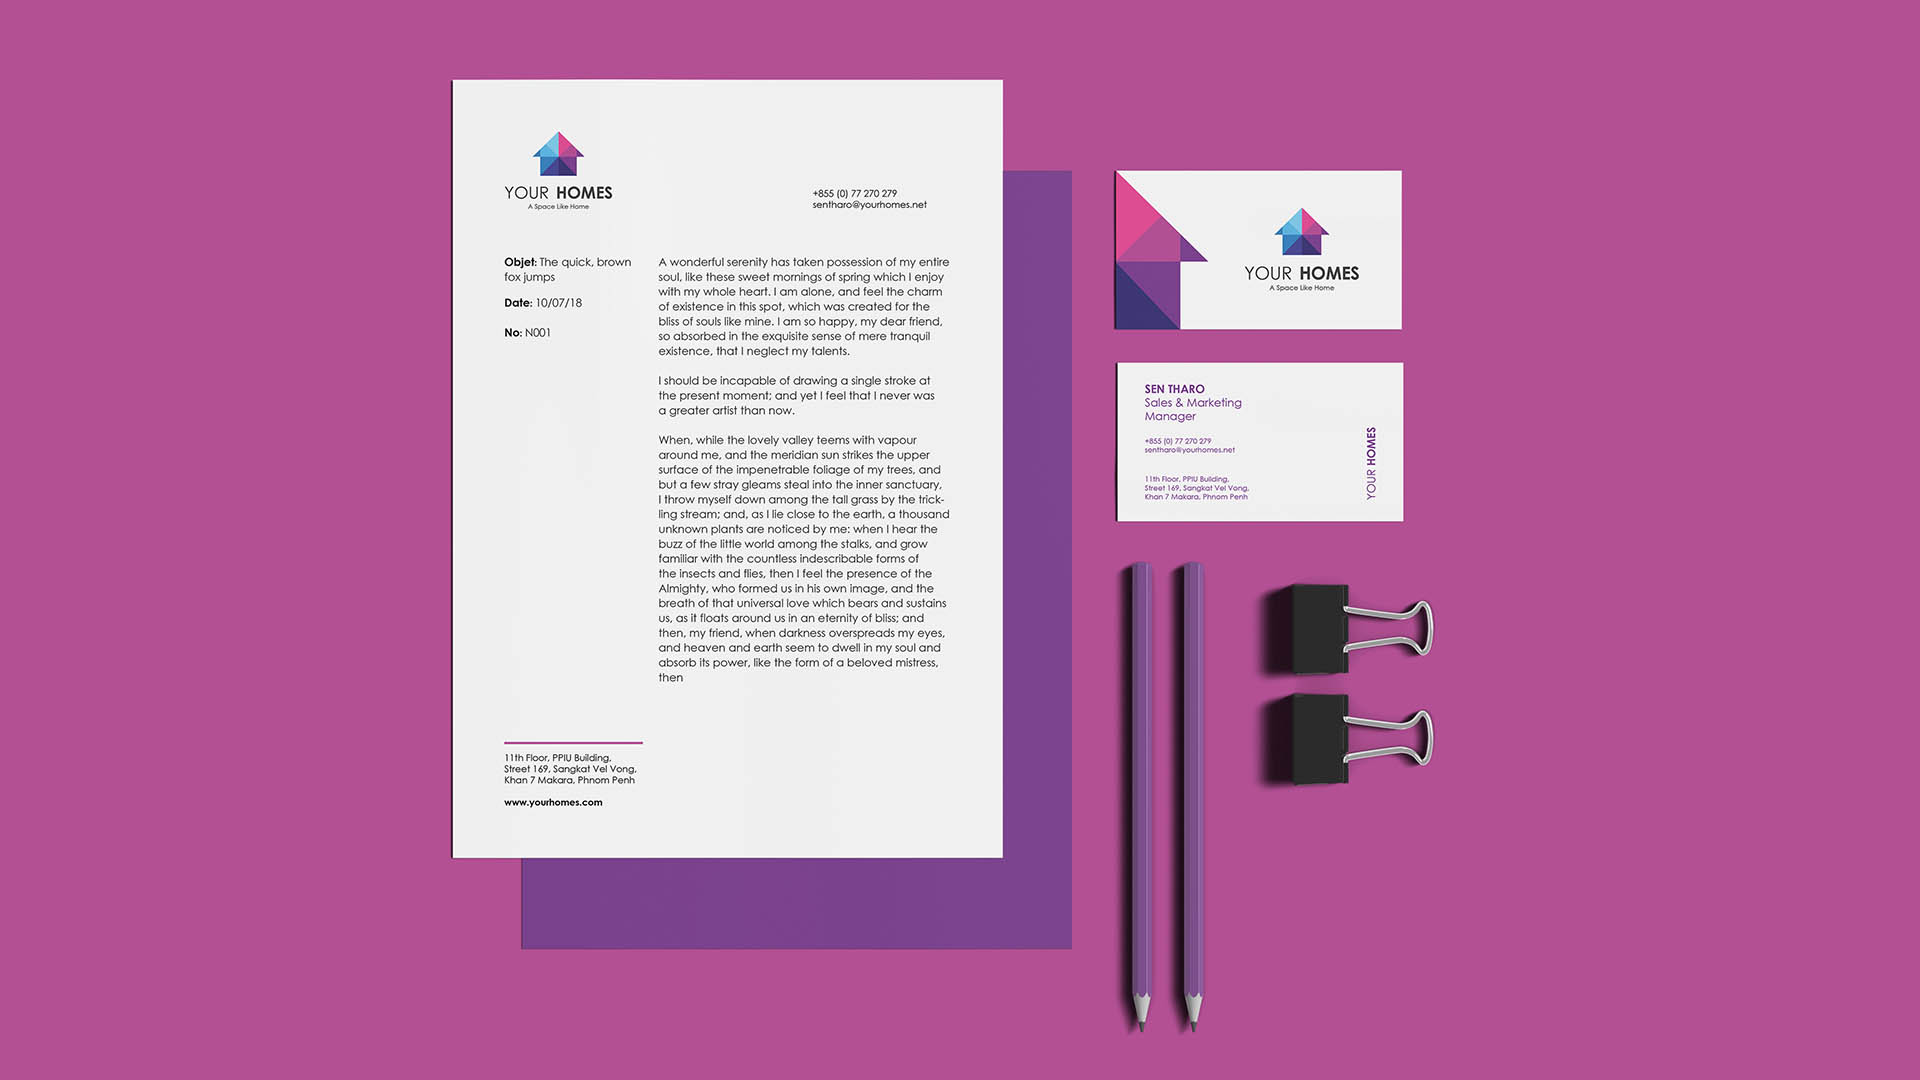 YOUR HOMES
A Space Like Home
+855 (0) 77 270 279
sentharo@yourhomes.net
Objet: The quick, brown
fox jumps
Date: 10/07/18
No: N001
A wonderful serenity has taken possession of my entire
soul, like these sweet mornings of spring which I enjoy
with my whole heart. I am alone, and feel the charm
of existence in this spot, which was created for the
bliss of souls like mine. I am so happy, my dear friend,
so absorbed in the exquisite sense of mere tranquil
existence, that I neglect my talents.
I should be incapable of drawing a single stroke at
the present moment; and yet I feel that I never was
a greater artist than now.
When, while the lovely valley teems with vapour
around me, and the meridian sun strikes the upper
surface of the impenetrable foliage of my trees, and
but a few stray gleams steal into the inner sanctuary,
I throw myself down among the tall grass by the trick-
ling stream; and, as I lie close to the earth, a thousand
unknown plants are noticed by me: when I hear the
buzz of the little world among the stalks, and grow
familiar with the countless indescribable forms of
the insects and flies, then I feel the presence of the
Almighty, who formed us in his own image, and the
breath of that universal love which bears and sustains
us, as it floats around us in an eternity of bliss; and
then, my friend, when darkness overspreads my eyes,
and heaven and earth seem to dwell in my soul and
absorb its power, like the form of a beloved mistress,
then
11th Floor, PPIU Building,
Street 169, Sangkat Vel Vong,
Khan 7 Makara, Phnom Penh
www.yourhomes.com
YOUR HOMES
A Space Like Home
SEN THARO
Sales & Marketing
Manager
+855 (0) 77 270 279
sentharo@yourhomes.net
11th Floor, PPIU Building,
Street 169, Sangkat Vel Vong,
Khan 7 Makara, Phnom Penh
YOUR HOMES